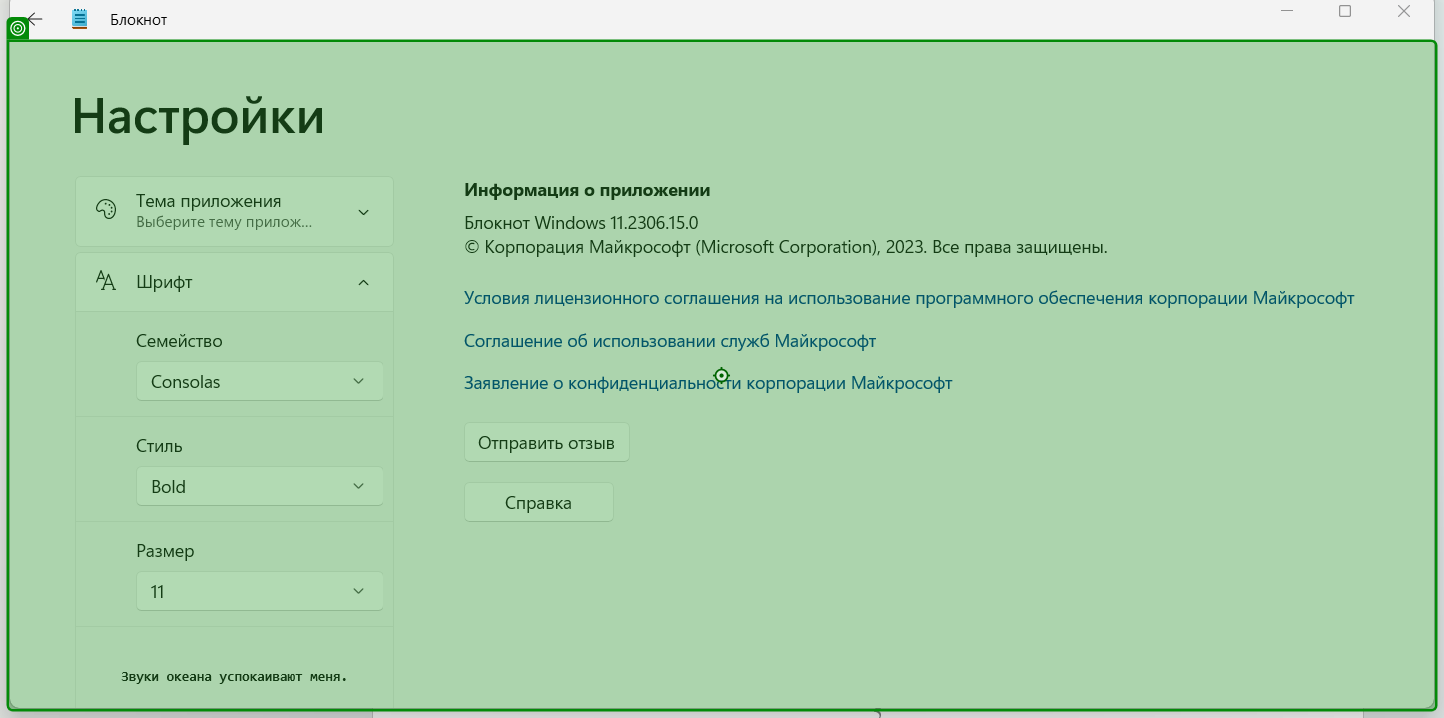 Блокнот
Настройки
Тема приложения
Выберите тему прилож...
Шрифт
Семейство
Consolas
Стиль
Bold
Размер
11
Звуки океана успокаивают меня.
Информация о приложении
Блокнот Windows 11.2306.15.0
© Корпорация Майкрософт (Microsoft Corporation), 2023. Все права защищены.
Условия лицензионного соглашения на использование программного обеспечения корпорации Майкрософт
Соглашение об использовании служб Майкрософт
Заявление о конфиденциальности корпорации Майкрософт
Отправить отзыв
Справка